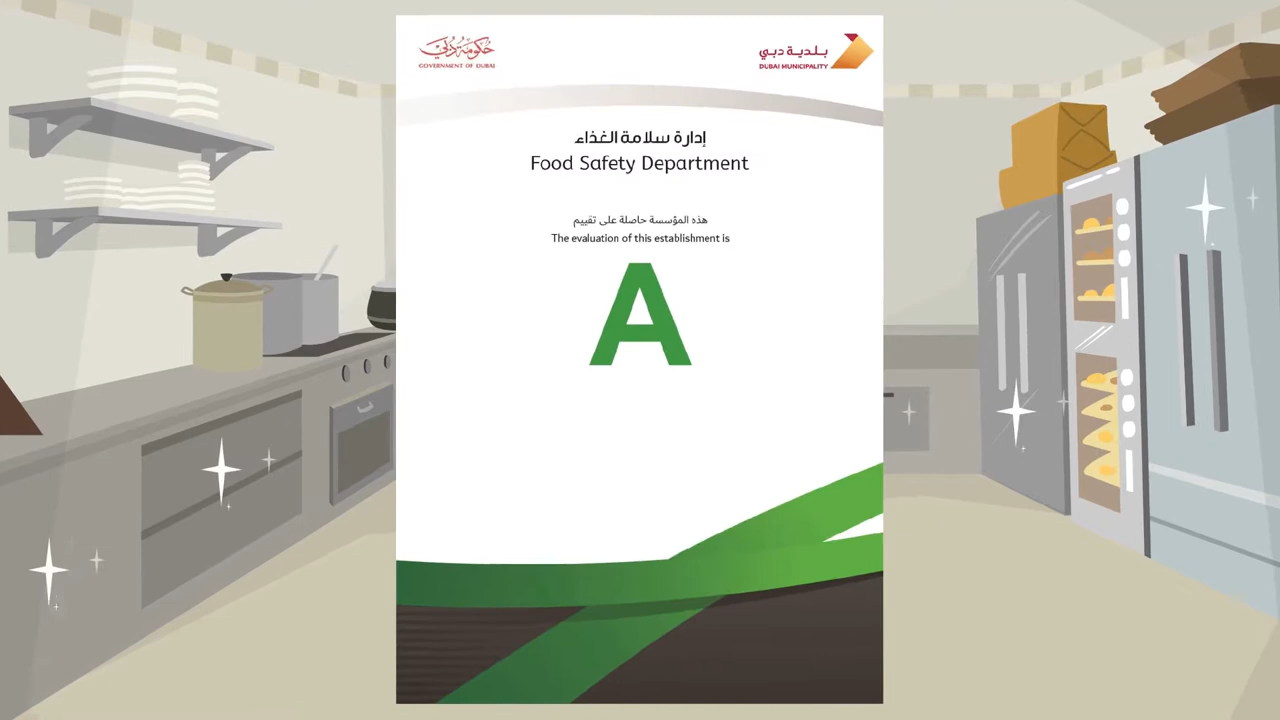 حكومة دبي
GOVERNMENT OF DUBAI
بلدية دبي
DUBAI MUNICIPALITY
إدارة سلامة الغذاء
Food Safety Department
هذه المؤسسة حاصلة على تقييم
The evaluation of this establishment is
A